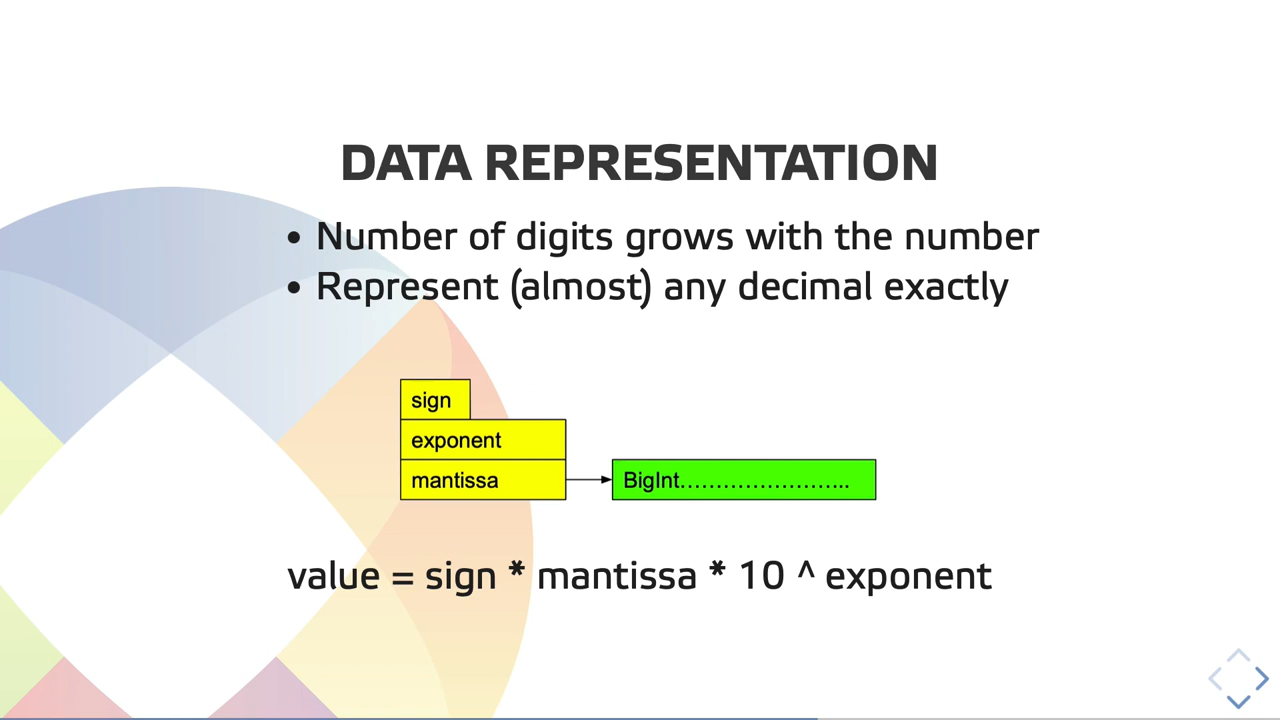 DATA REPRESENTATION
• Number of digits grows with the number
• Represent (almost) any decimal exactly
sign
exponent
mantissa
BigInt.........................
value = sign * mantissa * 10 ^ exponent